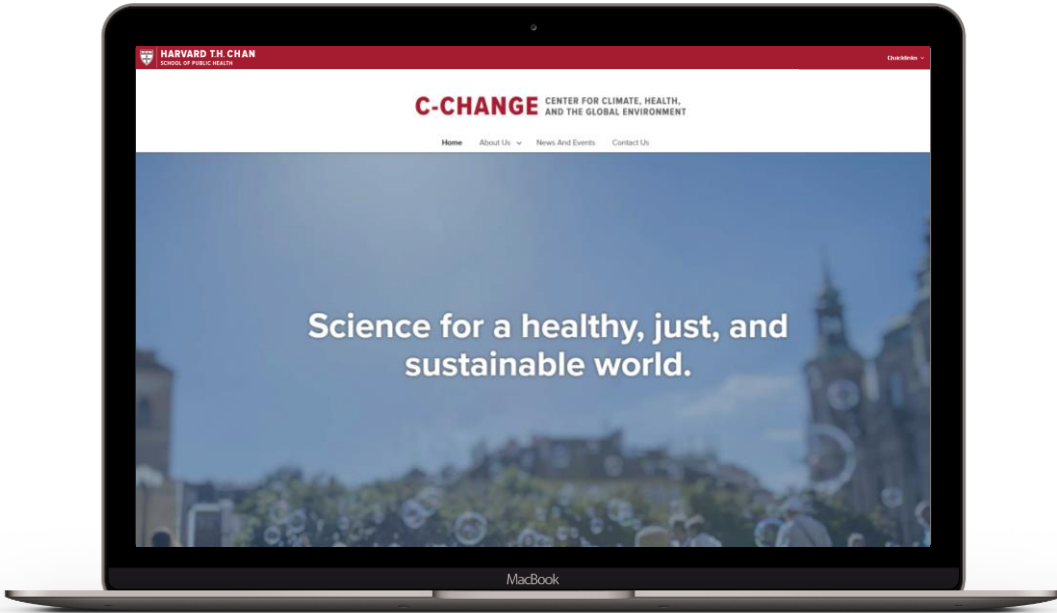 HARVARD T.H. CHAN
SCHOOL OF PUBLIC HEALTH
Quicklinks
C-CHANGE
CENTER FOR CLIMATE, HEALTH,
AND THE GLOBAL ENVIRONMENT
Home About Us News And Events Contact Us
Science for a healthy, just, and
sustainable world.
MacBook